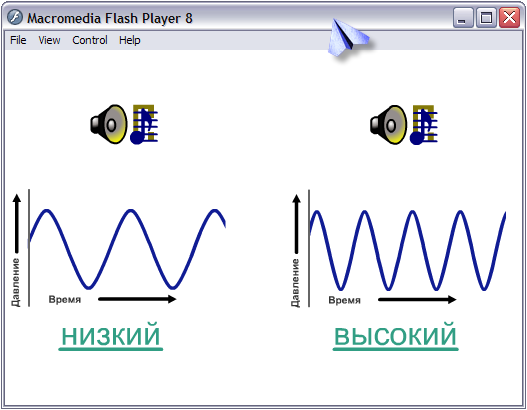 Macromedia Flash Player 8
File View Control Help
Давление
Время
Давление
Время
НИЗКИЙ
ВЫСОКИЙ